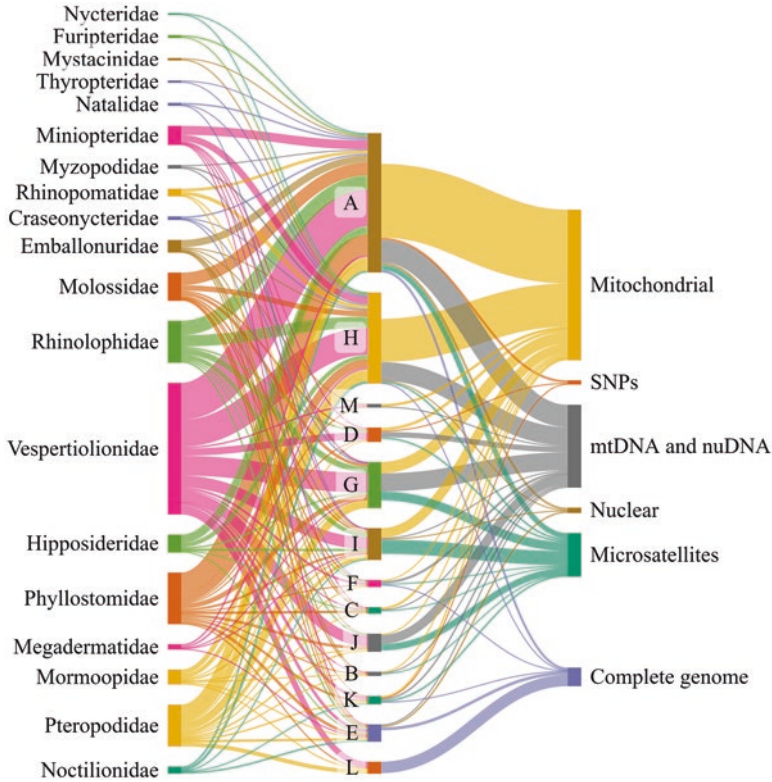 Nycteridae
Furipteridae
Mystacinidae
Thyropteridae
Natalidae
Miniopteridae
Myzopodidae
Rhinopomatidae
Craseonycteridae
Emballonuridae
Molossidae
Rhinolophidae
Vespertiolionidae
Hipposideridae
Phyllostomidae
Megadermatidae
Mormoopidae
Pteropodidae
Noctilionidae
A
H
M
D
G
I
F
C
J
B
K
E
L
Mitochondrial
SNPs
mtDNA and nuDNA
Nuclear
Microsatellites
Complete genome